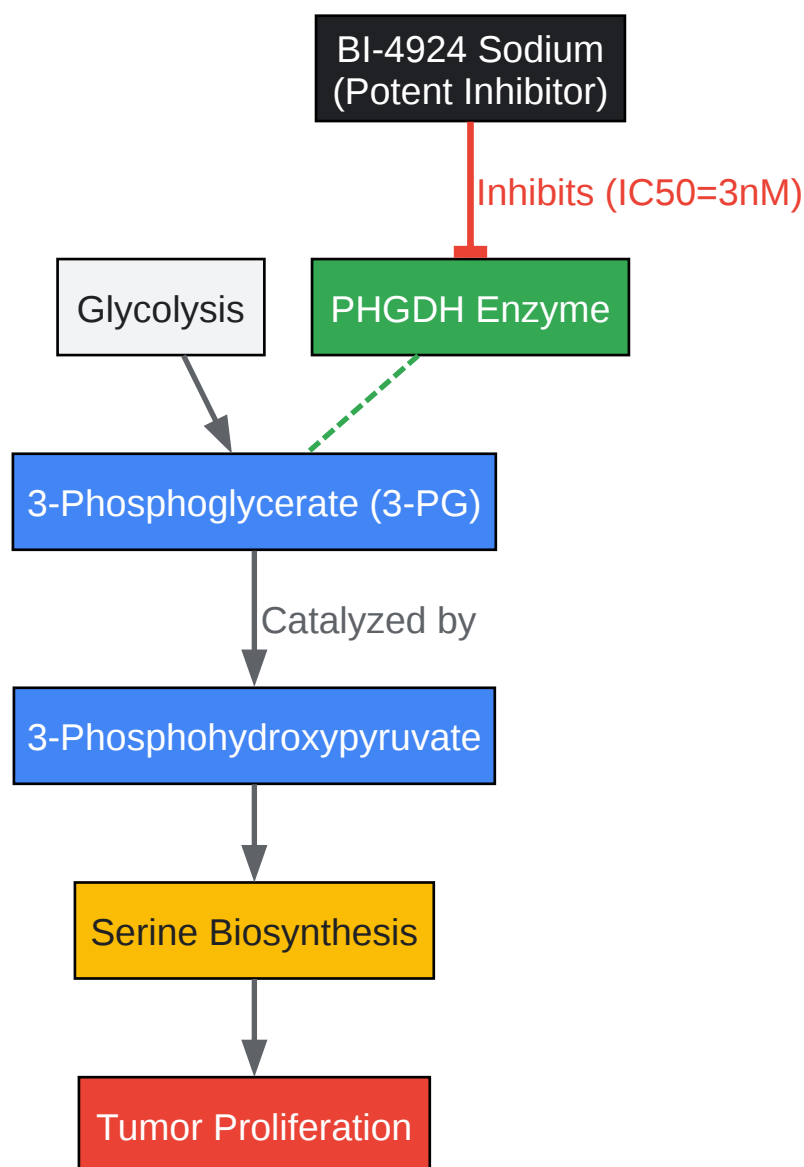 BI-4924 Sodium
(Potent Inhibitor)
Inhibits (IC50=3nM)
Glycolysis
PHGDH Enzyme
3-Phosphoglycerate (3-PG)
Catalyzed by
3-Phosphohydroxypyruvate
Serine Biosynthesis
Tumor Proliferation